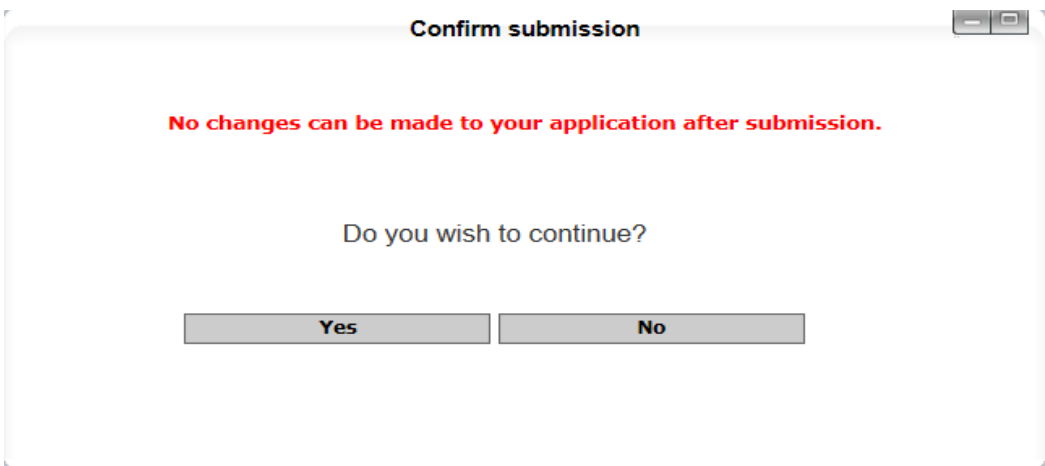 Confirm submission
No changes can be made to your application after submission.
Do you wish to continue?
Yes No